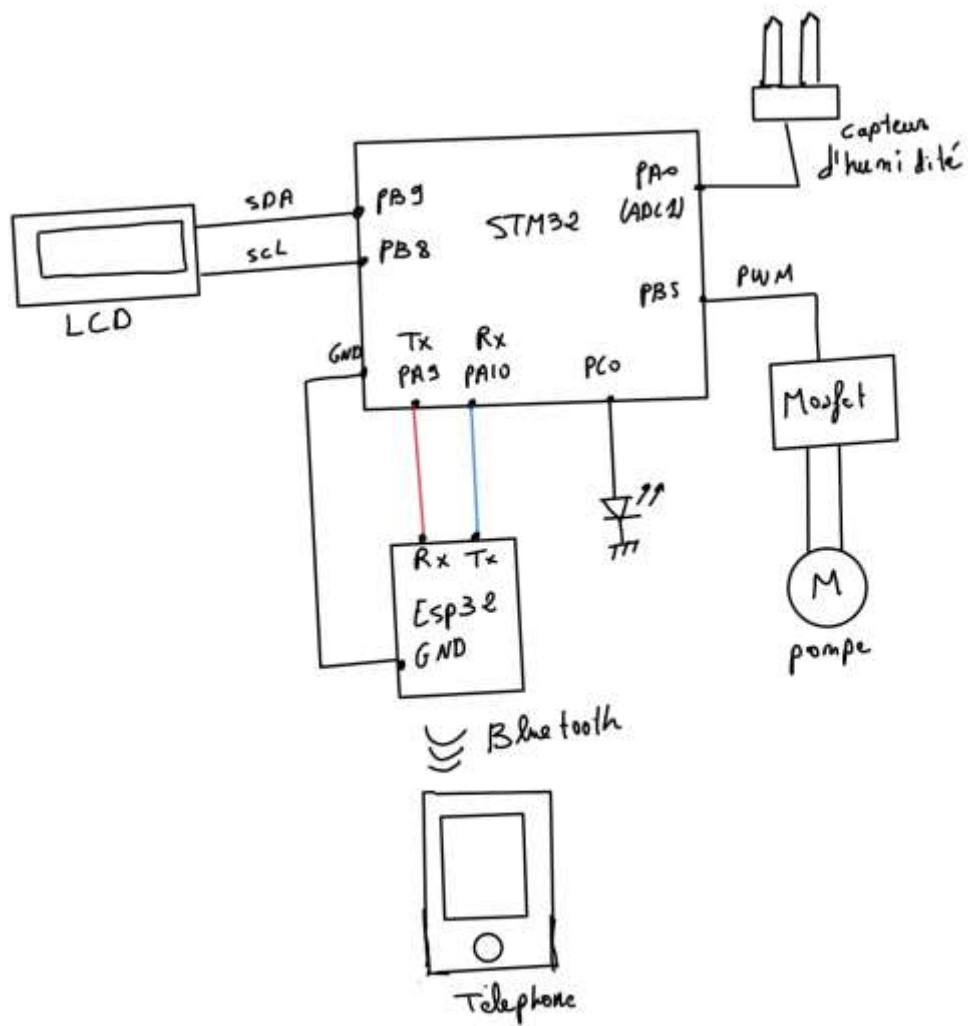 capteur
d'humidité
PA0
(ADC1)
STM32
SDA
PB9
SCL
PB8
LCD
PB5
PWM
GND
Tx
Rx
PA9
PA10
PC0
Mosfet
Rx
Tx
Esp32
GND
M
pompe
Bluetooth
Télephone